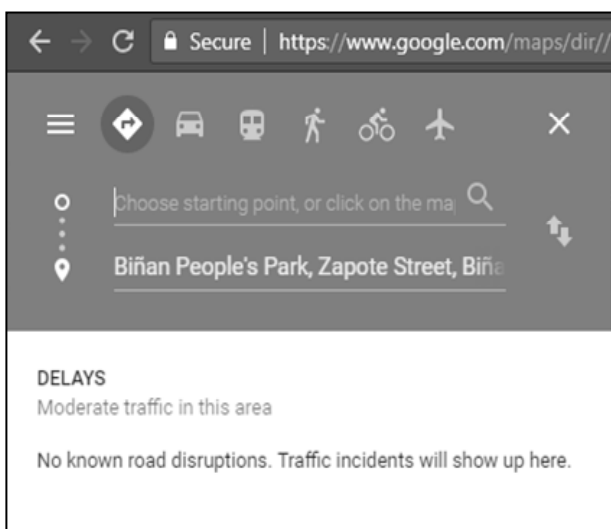 Secure | https://www.google.com/maps/dir//
Choose starting point, or click on the ma
Biñan People's Park, Zapote Street, Biña
DELAYS
Moderate traffic in this area
No known road disruptions. Traffic incidents will show up here.